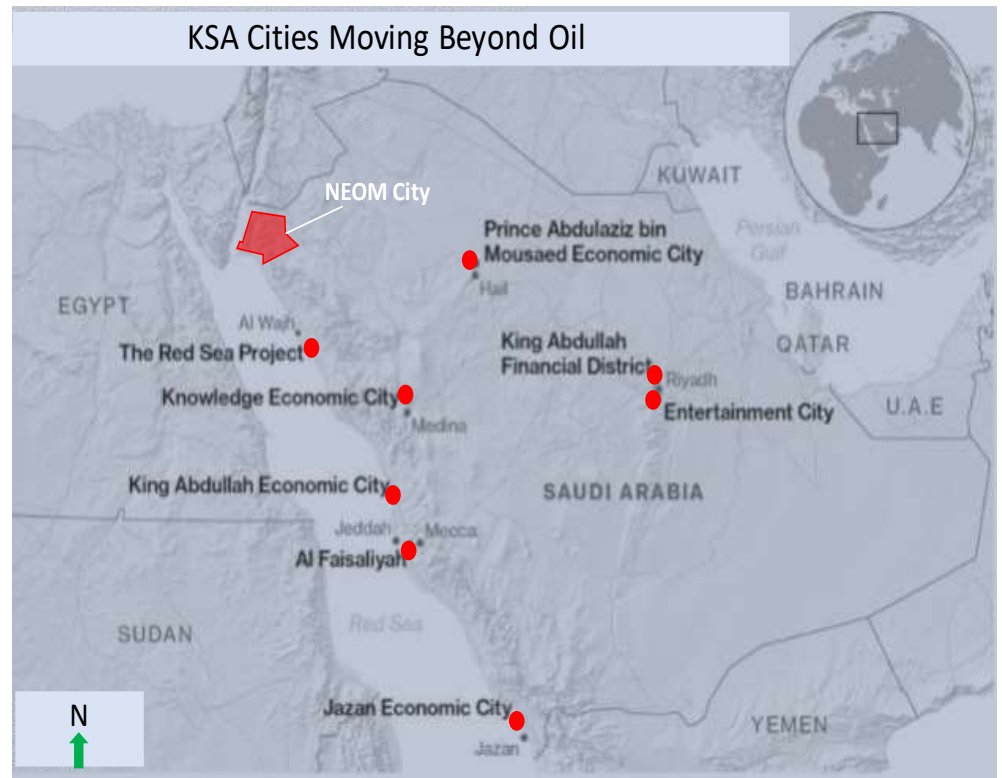 KSA Cities Moving Beyond Oil
KUWAIT
NEOM City
Persian
Gulf
Prince Abdulaziz bin
Mousaed Economic City
Hail
BAHRAIN
EGYPT
Al Wajh
The Red Sea Project
King Abdullah
Financial District
QATAR
Riyadh
Knowledge Economic City
Medina
Entertainment City
U.A.E
King Abdullah Economic City
SAUDI ARABIA
Jeddah
Mecca
Al Faisaliyah
Red Sea
SUDAN
Jazan Economic City
Jazan
YEMEN
N